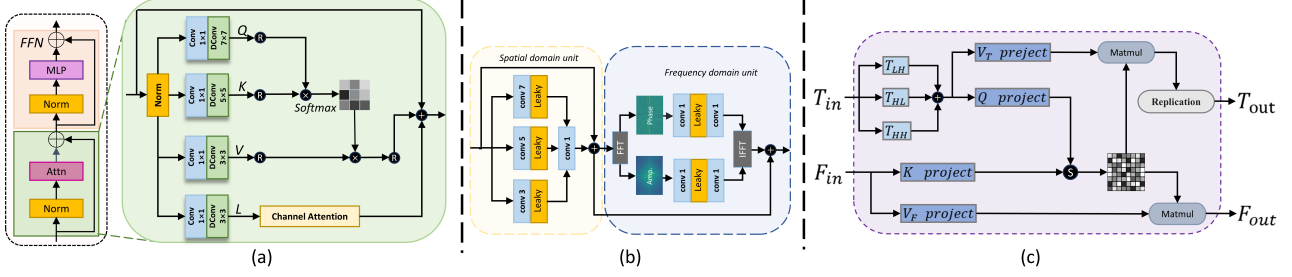 FFN
MLP
Norm
Attn
Norm
Norm
Conv 1×1
DConv 7×7
Q
R
Conv 1×1
DConv 5×5
K
R
Softmax
Conv 1×1
DConv 3×3
V
R
R
Conv 1×1
DConv 3×3
L
Channel Attention
(a)
Spatial domain unit
conv 7
Leaky
conv 5
Leaky
conv 3
Leaky
conv 1
Frequency domain unit
FFT
Phase
conv 1
Leaky
conv 1
Amp.
conv 1
Leaky
conv 1
IFFT
(b)
T_in
T_LH
T_HL
T_HH
V_T preject
Q project
Matmul
Replication
T_out
F_in
K project
S
V_F project
Matmul
F_out
(c)